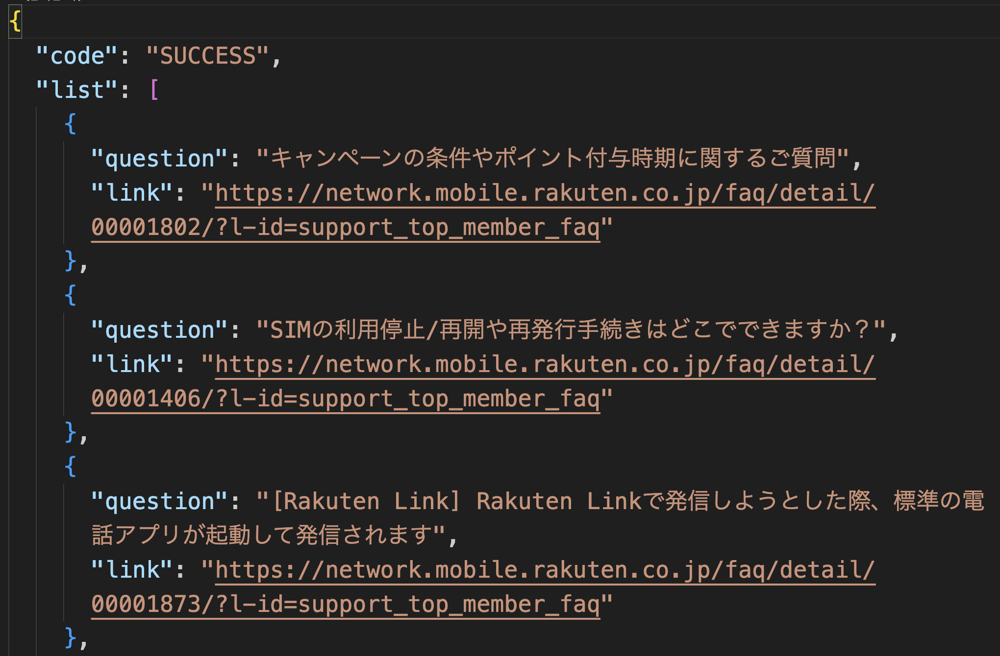 {
"code": "SUCCESS",
"list": [
{
"question": "キャンペーンの条件やポイント付与時期に関するご質問",
"link": "https://network.mobile.rakuten.co.jp/faq/detail/
00001802/?l-id=support_top_member_faq"
},
{
"question": "SIMの利用停止/再開や再発行手続きはどこでできますか？",
"link": "https://network.mobile.rakuten.co.jp/faq/detail/
00001406/?l-id=support_top_member_faq"
},
{
"question": "[Rakuten Link] Rakuten Linkで発信しようとした際、標準の電
話アプリが起動して発信されます",
"link": "https://network.mobile.rakuten.co.jp/faq/detail/
00001873/?l-id=support_top_member_faq"
},